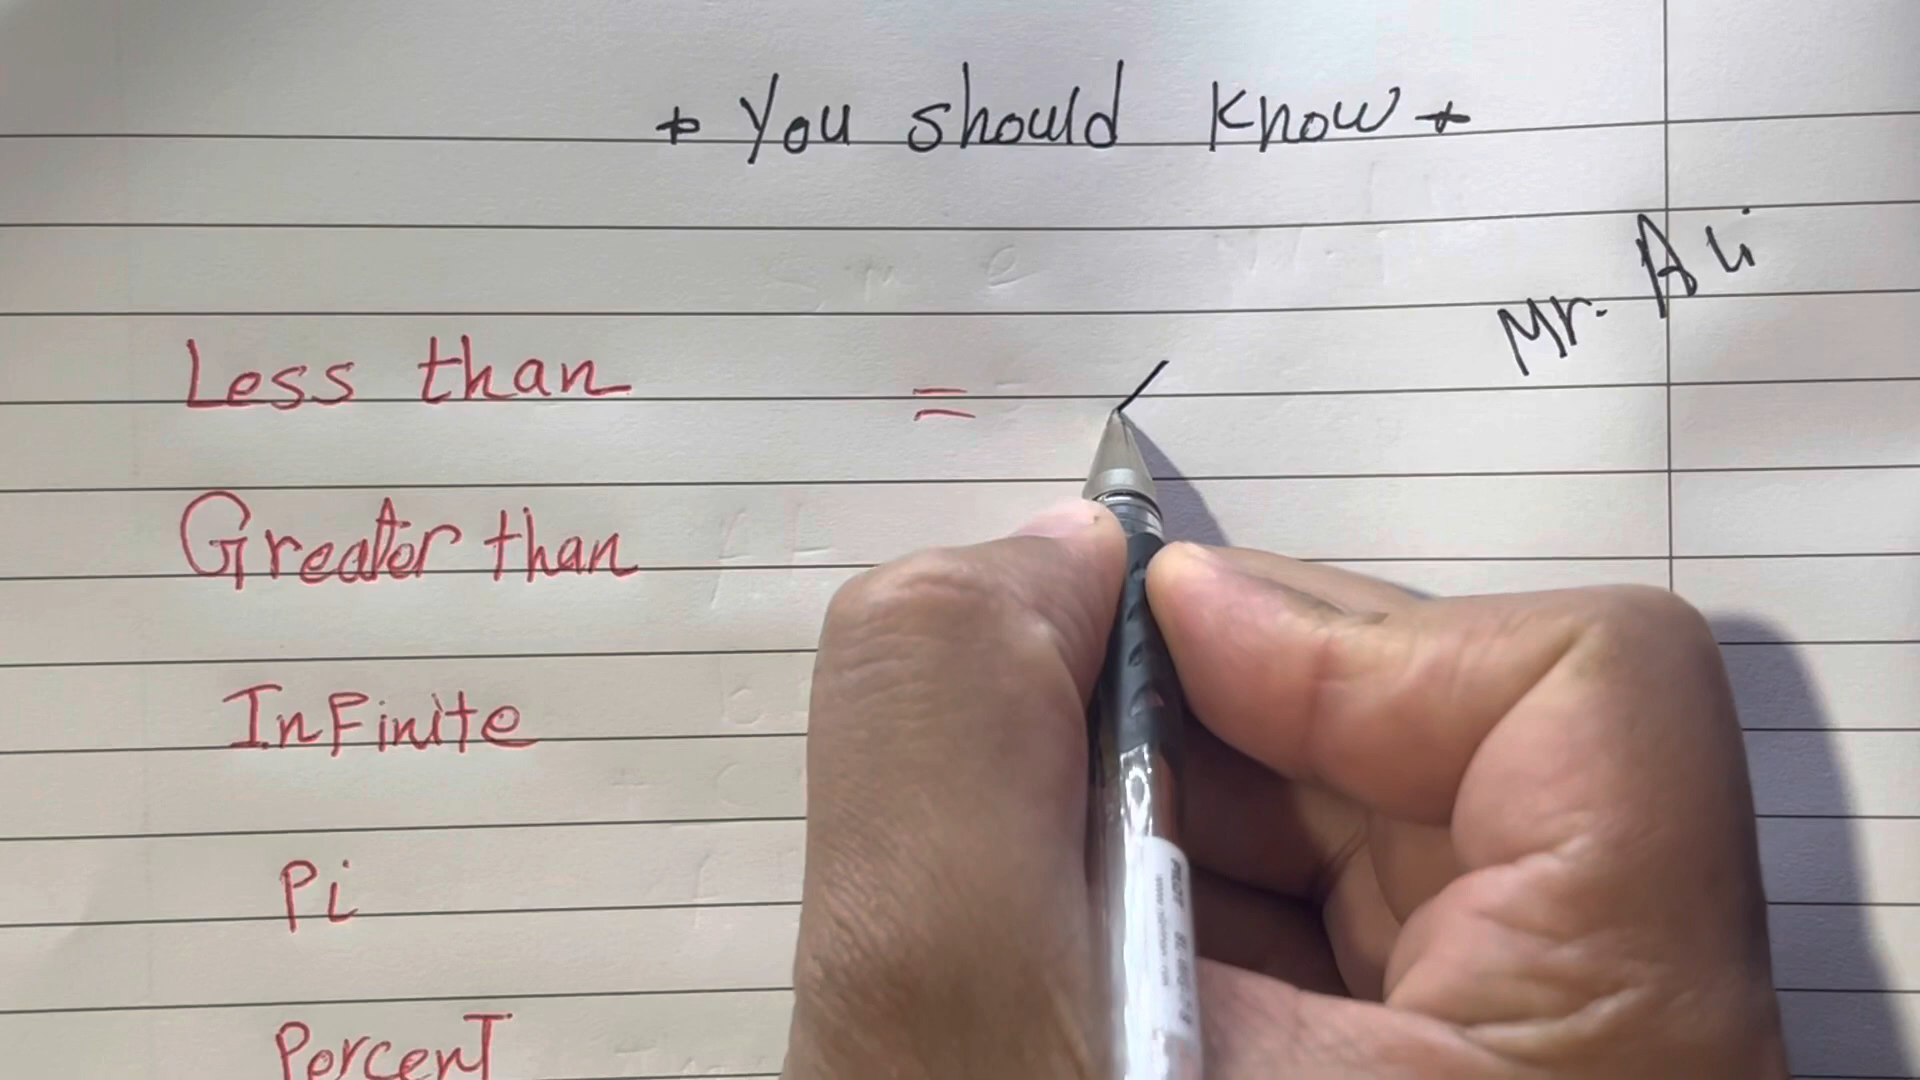 + You should know +
Mr. Ali
Less than =
Greater than
Infinite
Pi
Percent